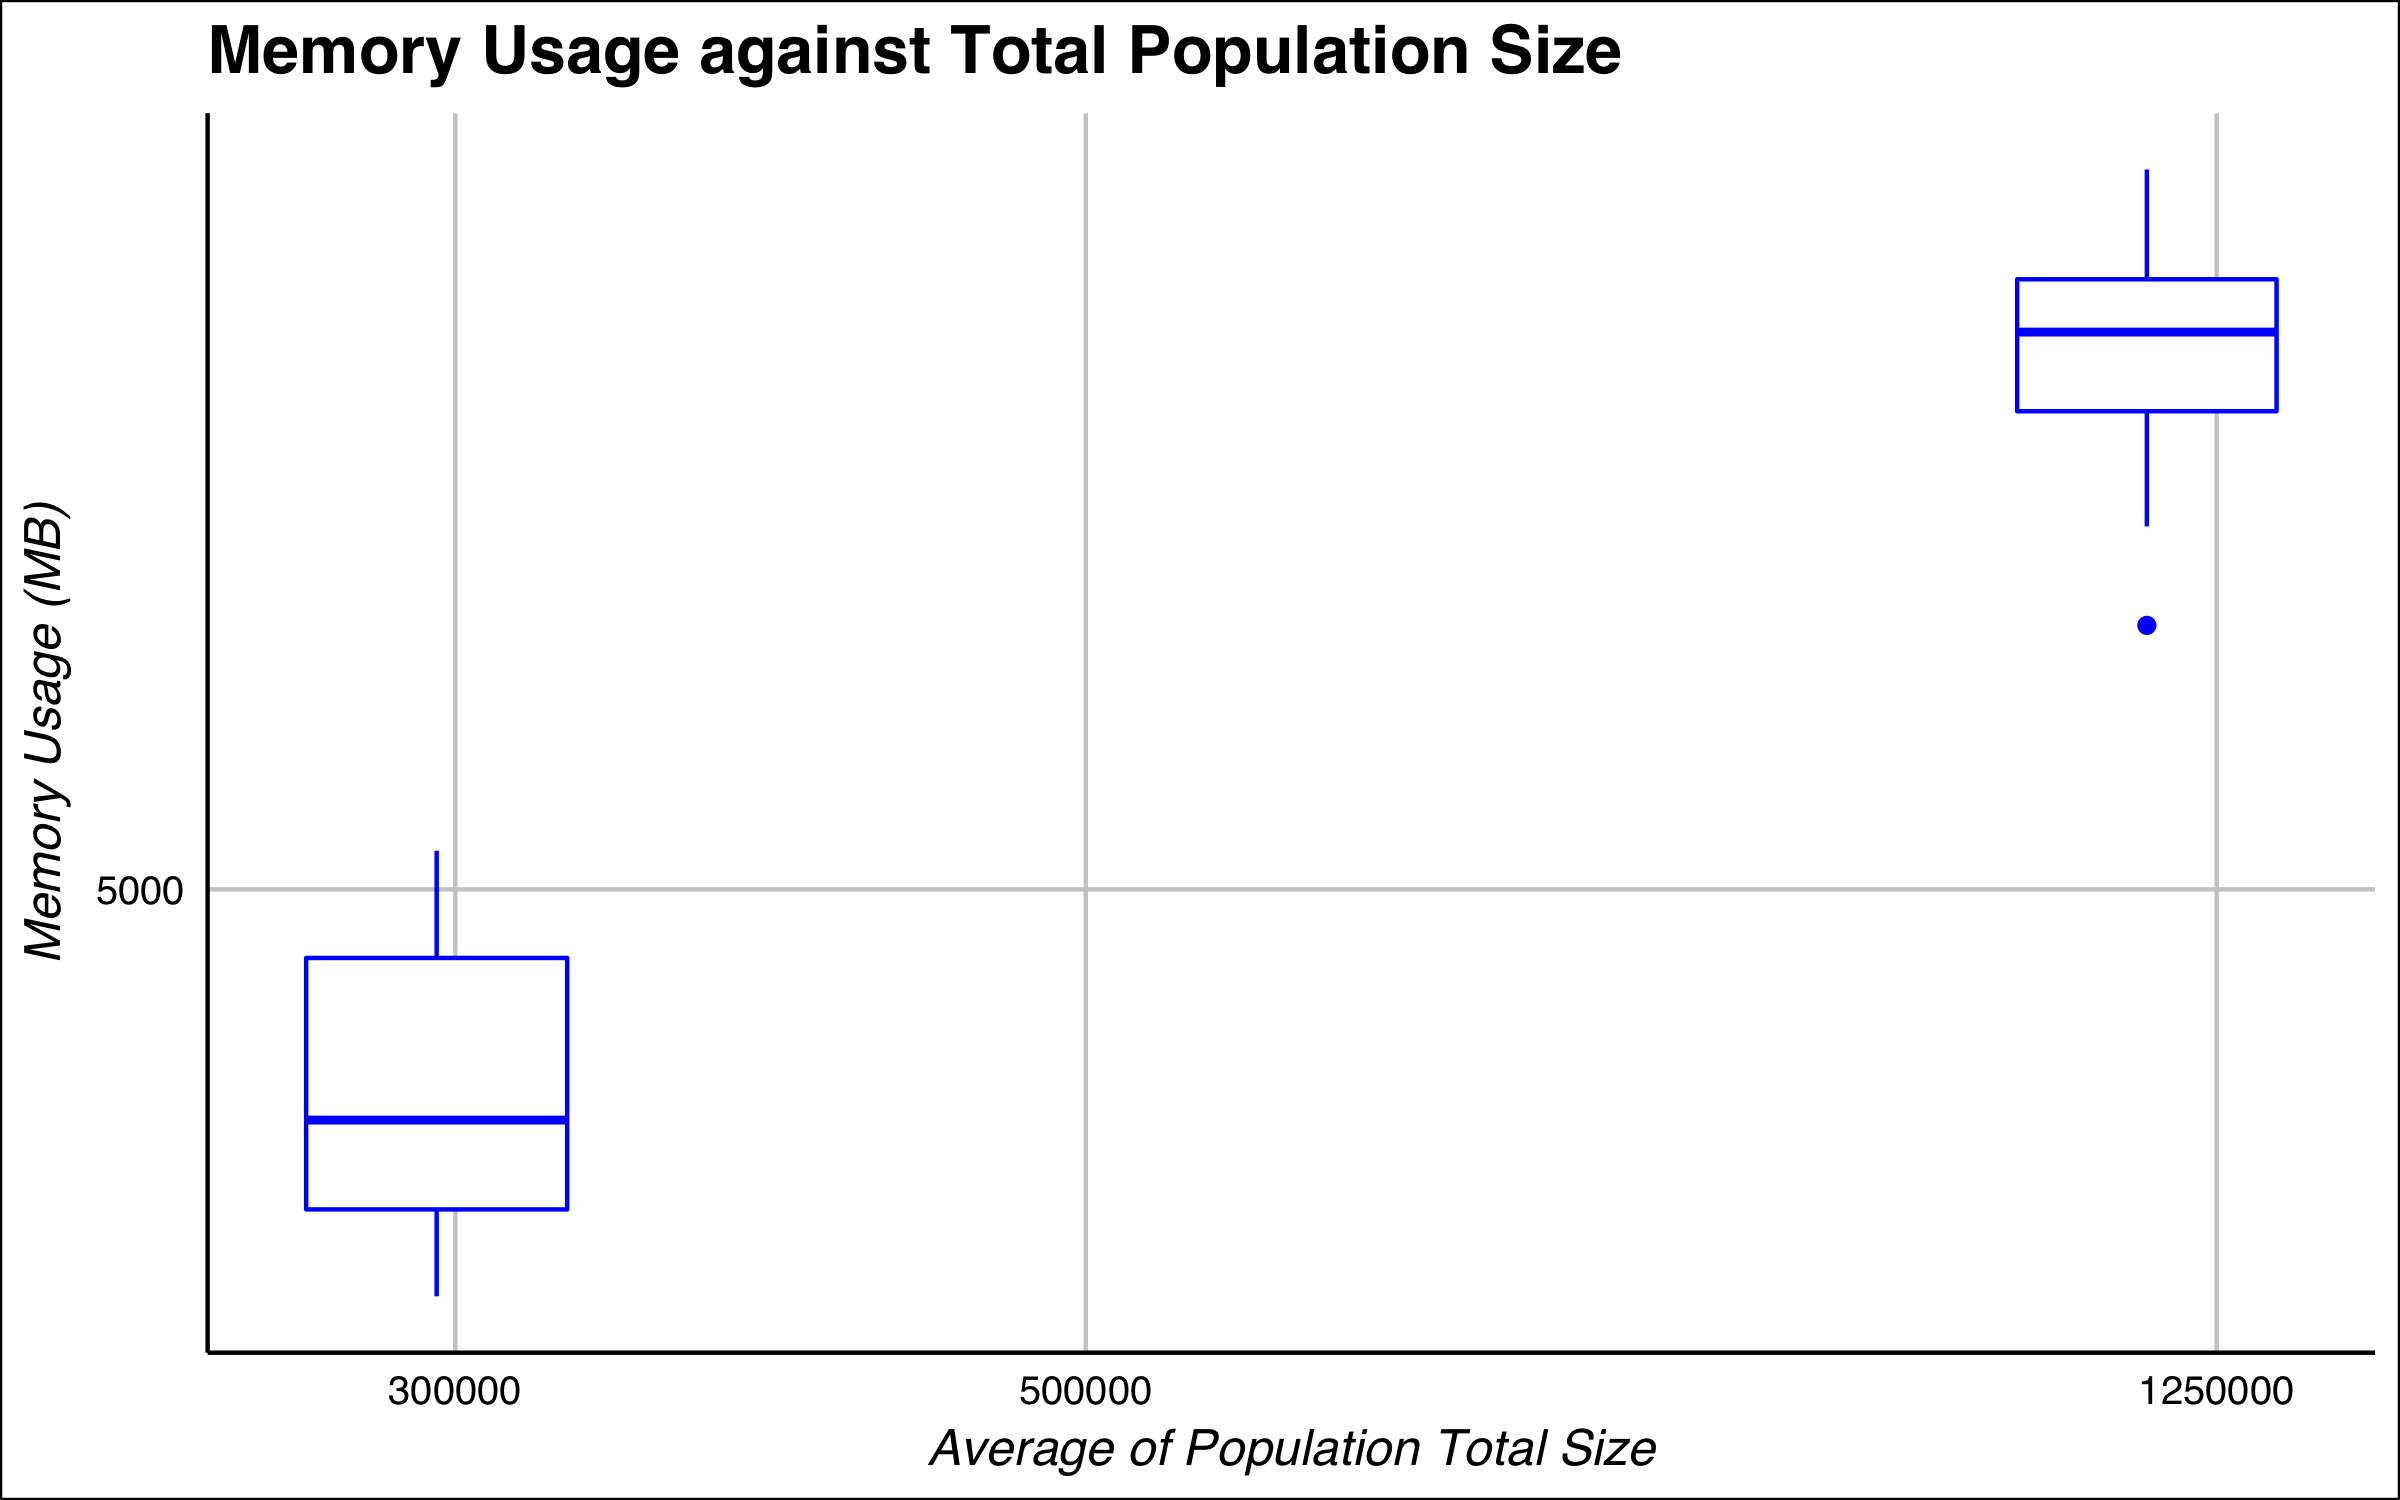 Memory Usage against Total Population Size
Memory Usage (MB)
5000
300000
500000
1250000
Average of Population Total Size